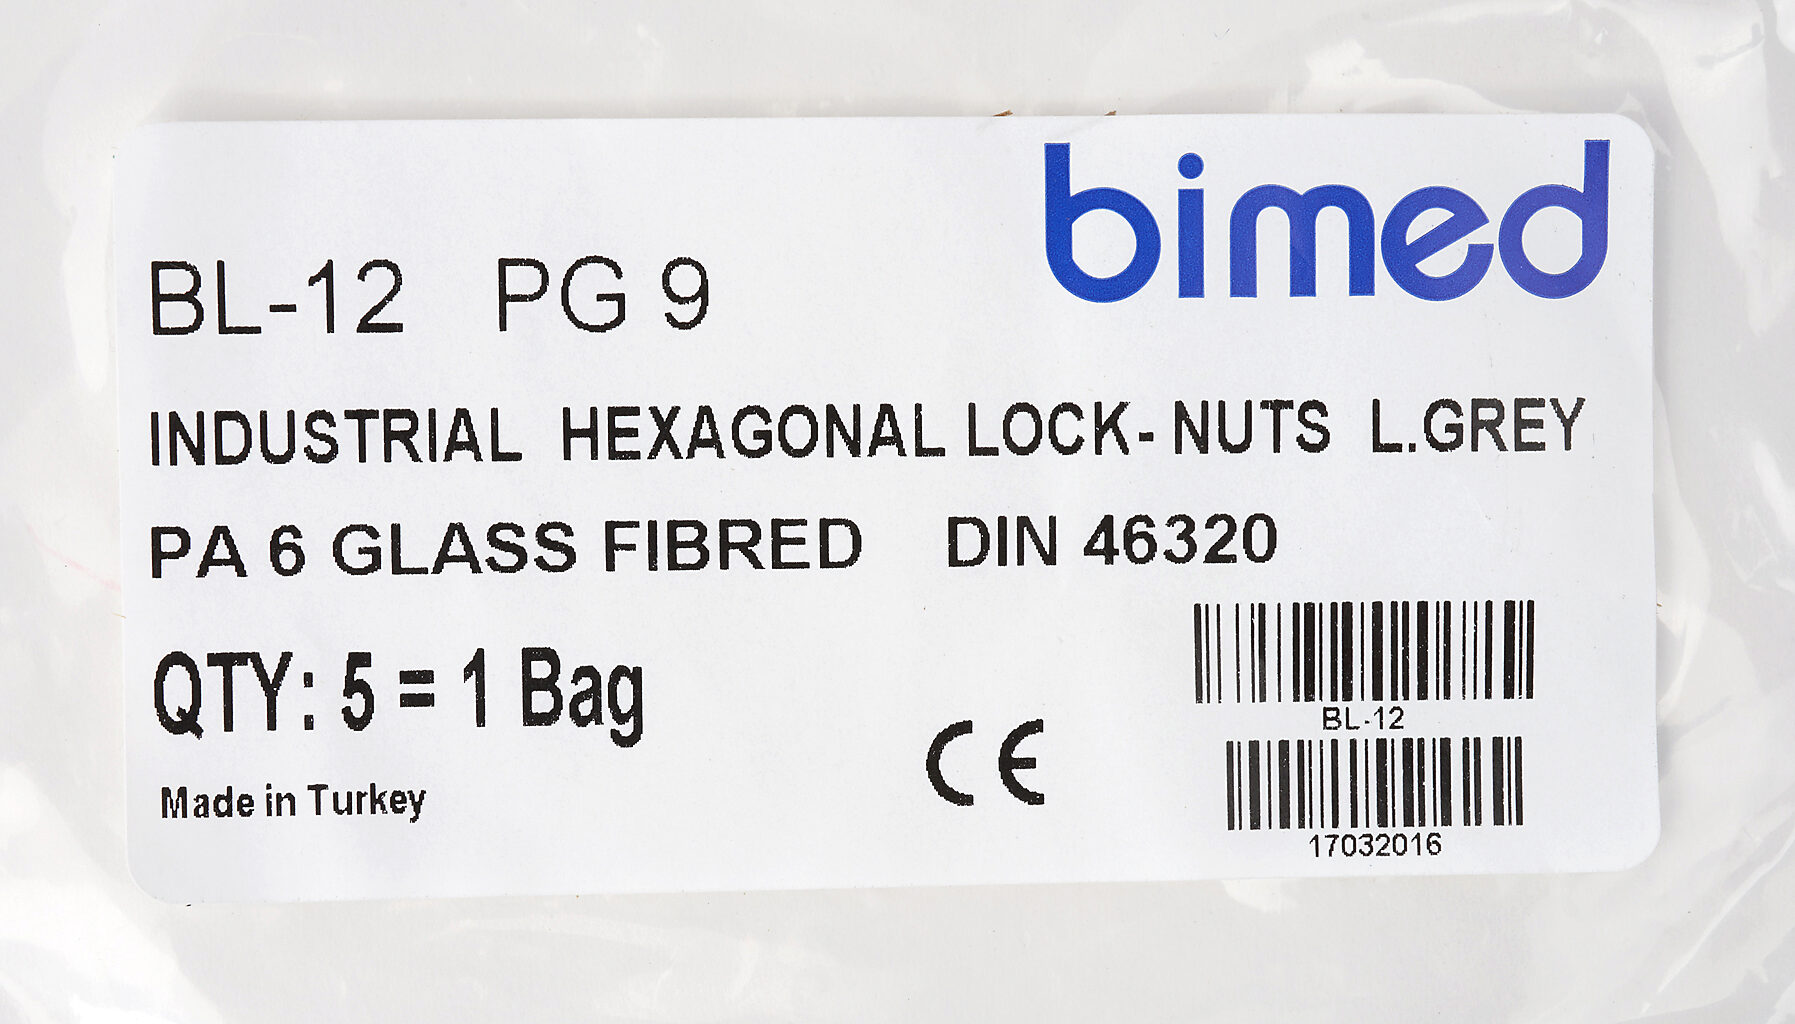 bimed
BL-12 PG 9
INDUSTRIAL HEXAGONAL LOCK-NUTS L.GREY
PA 6 GLASS FIBRED DIN 46320
QTY: 5 = 1 Bag
BL-12
CE
Made in Turkey
17032016